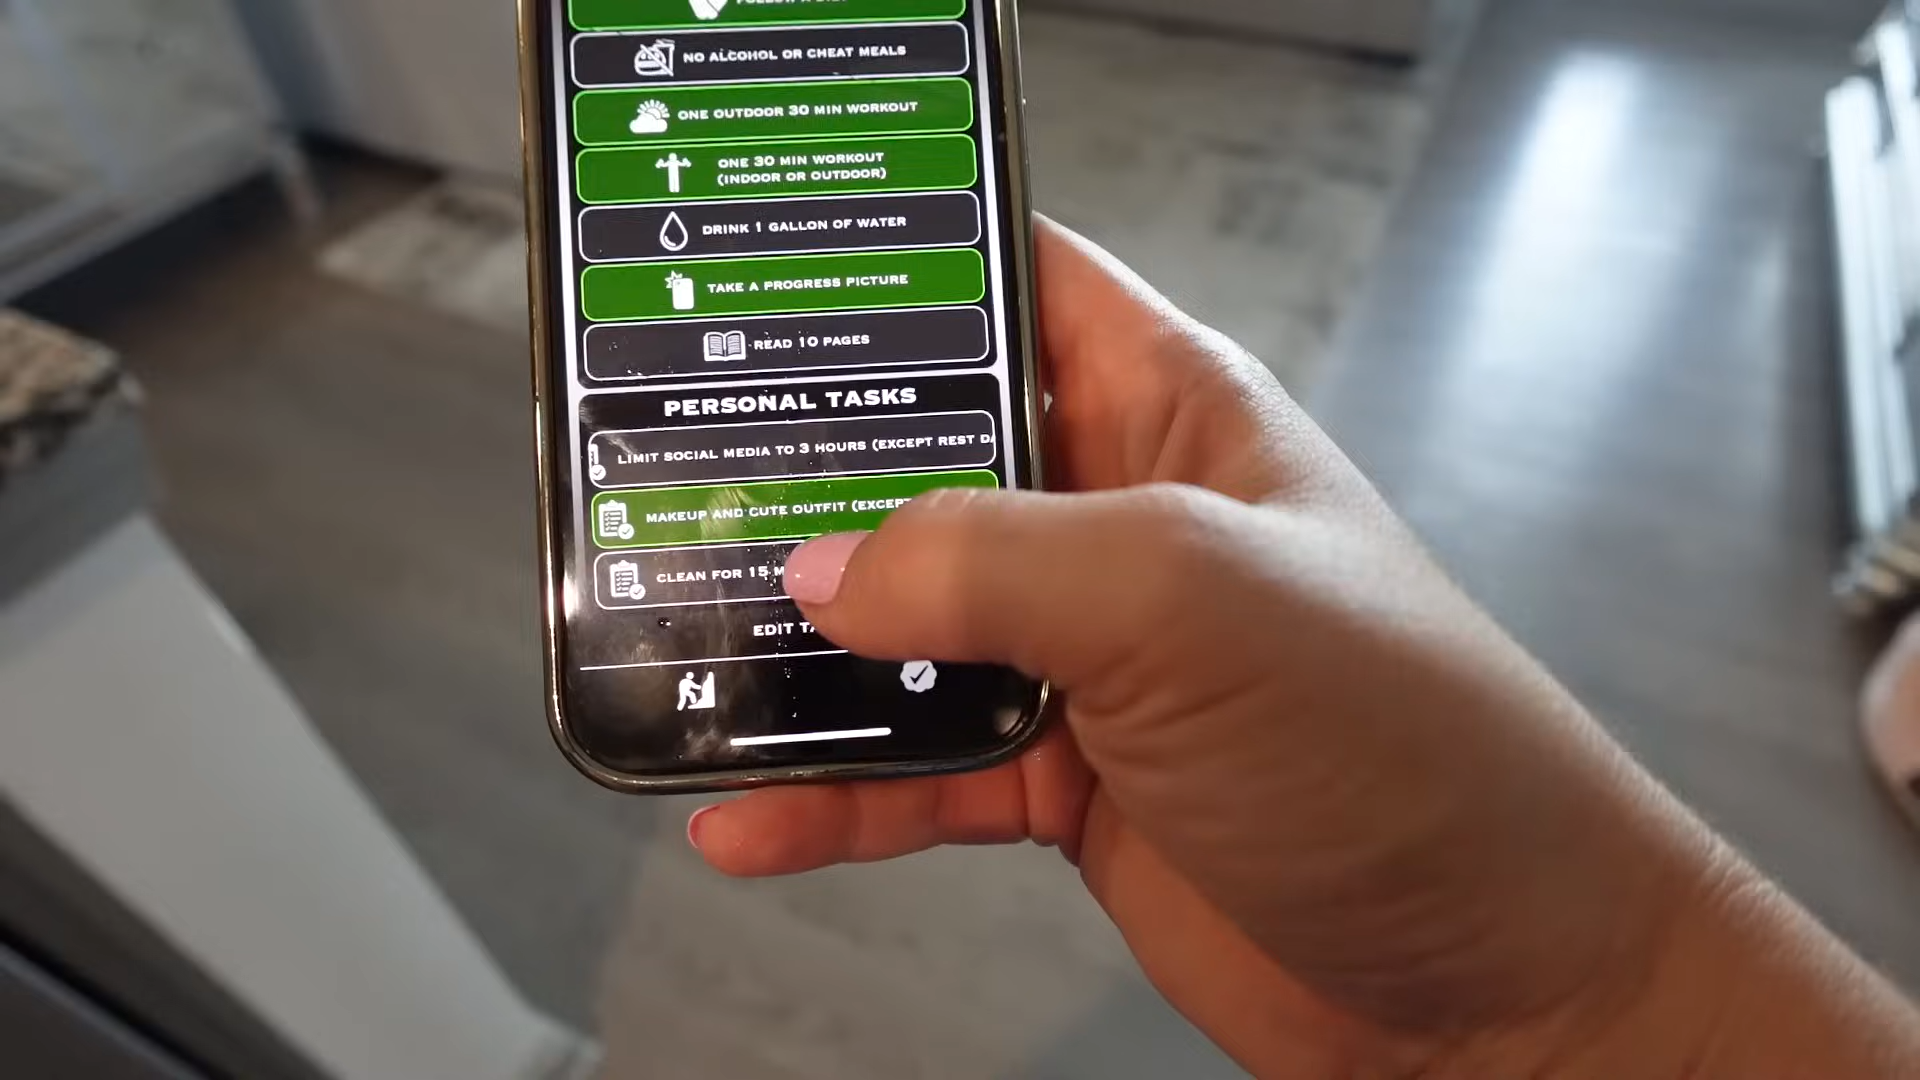 FOLLOW A
NO ALCOHOL OR CHEAT MEALS
ONE OUTDOOR 30 MIN WORKOUT
ONE 30 MIN WORKOUT
(INDOOR OR OUTDOOR)
DRINK 1 GALLON OF WATER
TAKE A PROGRESS PICTURE
READ 10 PAGES
PERSONAL TASKS
LIMIT SOCIAL MEDIA TO 3 HOURS (EXCEPT REST
MAKEUP AND CUTE OUTFIT (EXCEPT
CLEAN FOR 15
EDIT